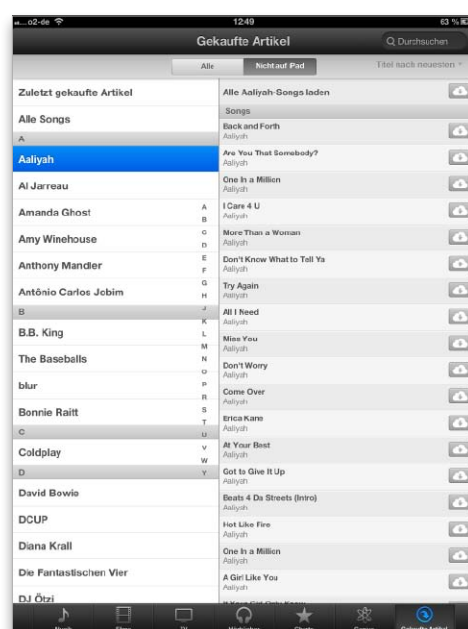 o2-de
12:49
63 %
Gekaufte Artikel
Durchsuchen
Alle
Nicht auf iPad
Titel nach neuesten
Zuletzt gekaufte Artikel
Alle Songs
A
Aaliyah
Al Jarreau
Amanda Ghost
Amy Winehouse
Anthony Mandler
Antônio Carlos Jobim
B
B.B. King
The Baseballs
blur
Bonnie Raitt
C
Coldplay
D
David Bowie
DCUP
Diana Krall
Die Fantastischen Vier
DJ Ötzi
A
B
C
D
E
F
G
H
J
K
L
M
N
O
P
R
S
T
U
V
W
Y
Alle Aaliyah-Songs laden
Songs
Back and Forth
Aaliyah
Are You That Somebody?
Aaliyah
One In a Million
Aaliyah
I Care 4 U
Aaliyah
More Than a Woman
Aaliyah
Don't Know What to Tell Ya
Aaliyah
Try Again
Aaliyah
All I Need
Aaliyah
Miss You
Aaliyah
Don't Worry
Aaliyah
Come Over
Aaliyah
Erica Kane
Aaliyah
At Your Best
Aaliyah
Got to Give It Up
Aaliyah
Beats 4 Da Streets (Intro)
Aaliyah
Hot Like Fire
Aaliyah
One In a Million
Aaliyah
A Girl Like You
Aaliyah
Musik
Filme
Hörbücher
Charts
Genius
Gekaufte Artikel